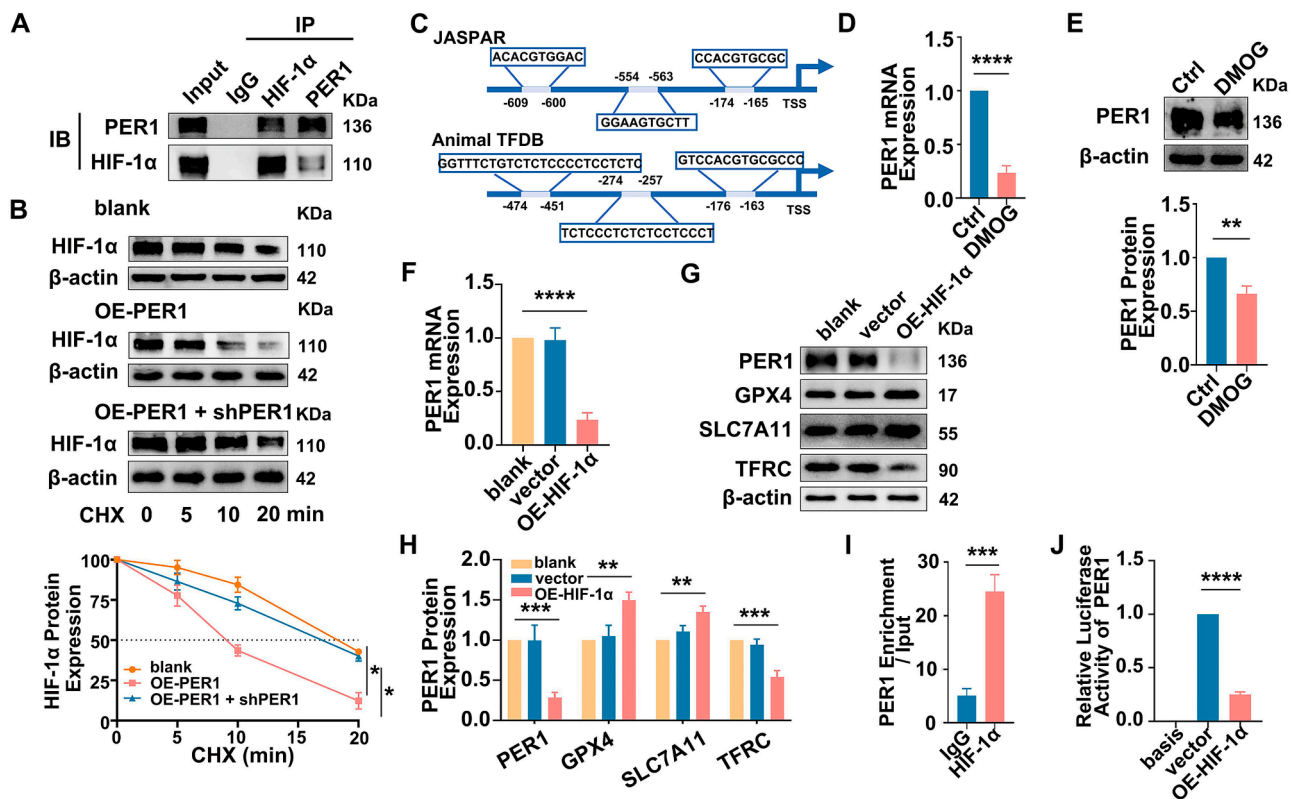 A
IP
Input IgG HIF-1α PER1 KDa
IB
PER1 136
HIF-1α 110
B
blank KDa
HIF-1α 110
β-actin 42
OE-PER1 KDa
HIF-1α 110
β-actin 42
OE-PER1 + shPER1 KDa
HIF-1α 110
β-actin 42
CHX 0 5 10 20 min
HIF-1α Protein
Expression
100
75
50
25
0
blank
OE-PER1
OE-PER1 + shPER1
*
*
0 5 10 15 20
CHX (min)
C
JASPAR
ACACGTGGAC CCACGTGCGC
-554 -563
-609 -600 -174 -165 TSS
GGAAGTGCTT
Animal TFDB
GGTTTCTGTCTCTCCCCTCCTCTC GTCCACGTGCGCCC
-274 -257
-474 -451 -176 -163 TSS
TCTCCCTCTCTCCTCCCT
D
PER1 mRNA
Expression
1.5
1.0
0.5
0.0
****
Ctrl
DMOG
E
Ctrl DMOG
KDa
PER1 136
β-actin 42
PER1 Protein
Expression
1.5
1.0
0.5
0.0
**
Ctrl
DMOG
F
PER1 mRNA
Expression
1.5
1.0
0.5
0.0
****
blank
vector
OE-HIF-1α
G
blank vector OE-HIF-1α
KDa
PER1 136
GPX4 17
SLC7A11 55
TFRC 90
β-actin 42
H
PER1 Protein
Expression
2.0
1.5
1.0
0.5
0.0
blank
vector
OE-HIF-1α
***
**
**
***
PER1
GPX4
SLC7A11
TFRC
I
PER1 Enrichment
/ Iput
30
20
10
0
***
IgG
HIF-1α
J
Relative Luciferase
Activity of PER1
1.5
1.0
0.5
0.0
****
basis
vector
OE-HIF-1α